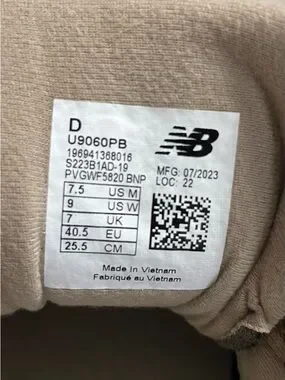 D
U9060PB
196941368016
S223B1AD-19
PVGWF5820 BNP
NB
MFG: 07/2023
LOC: 22
7.5 US M
9 US W
7 UK
40.5 EU
25.5 CM
Made in Vietnam
Fabriqué au Vietnam